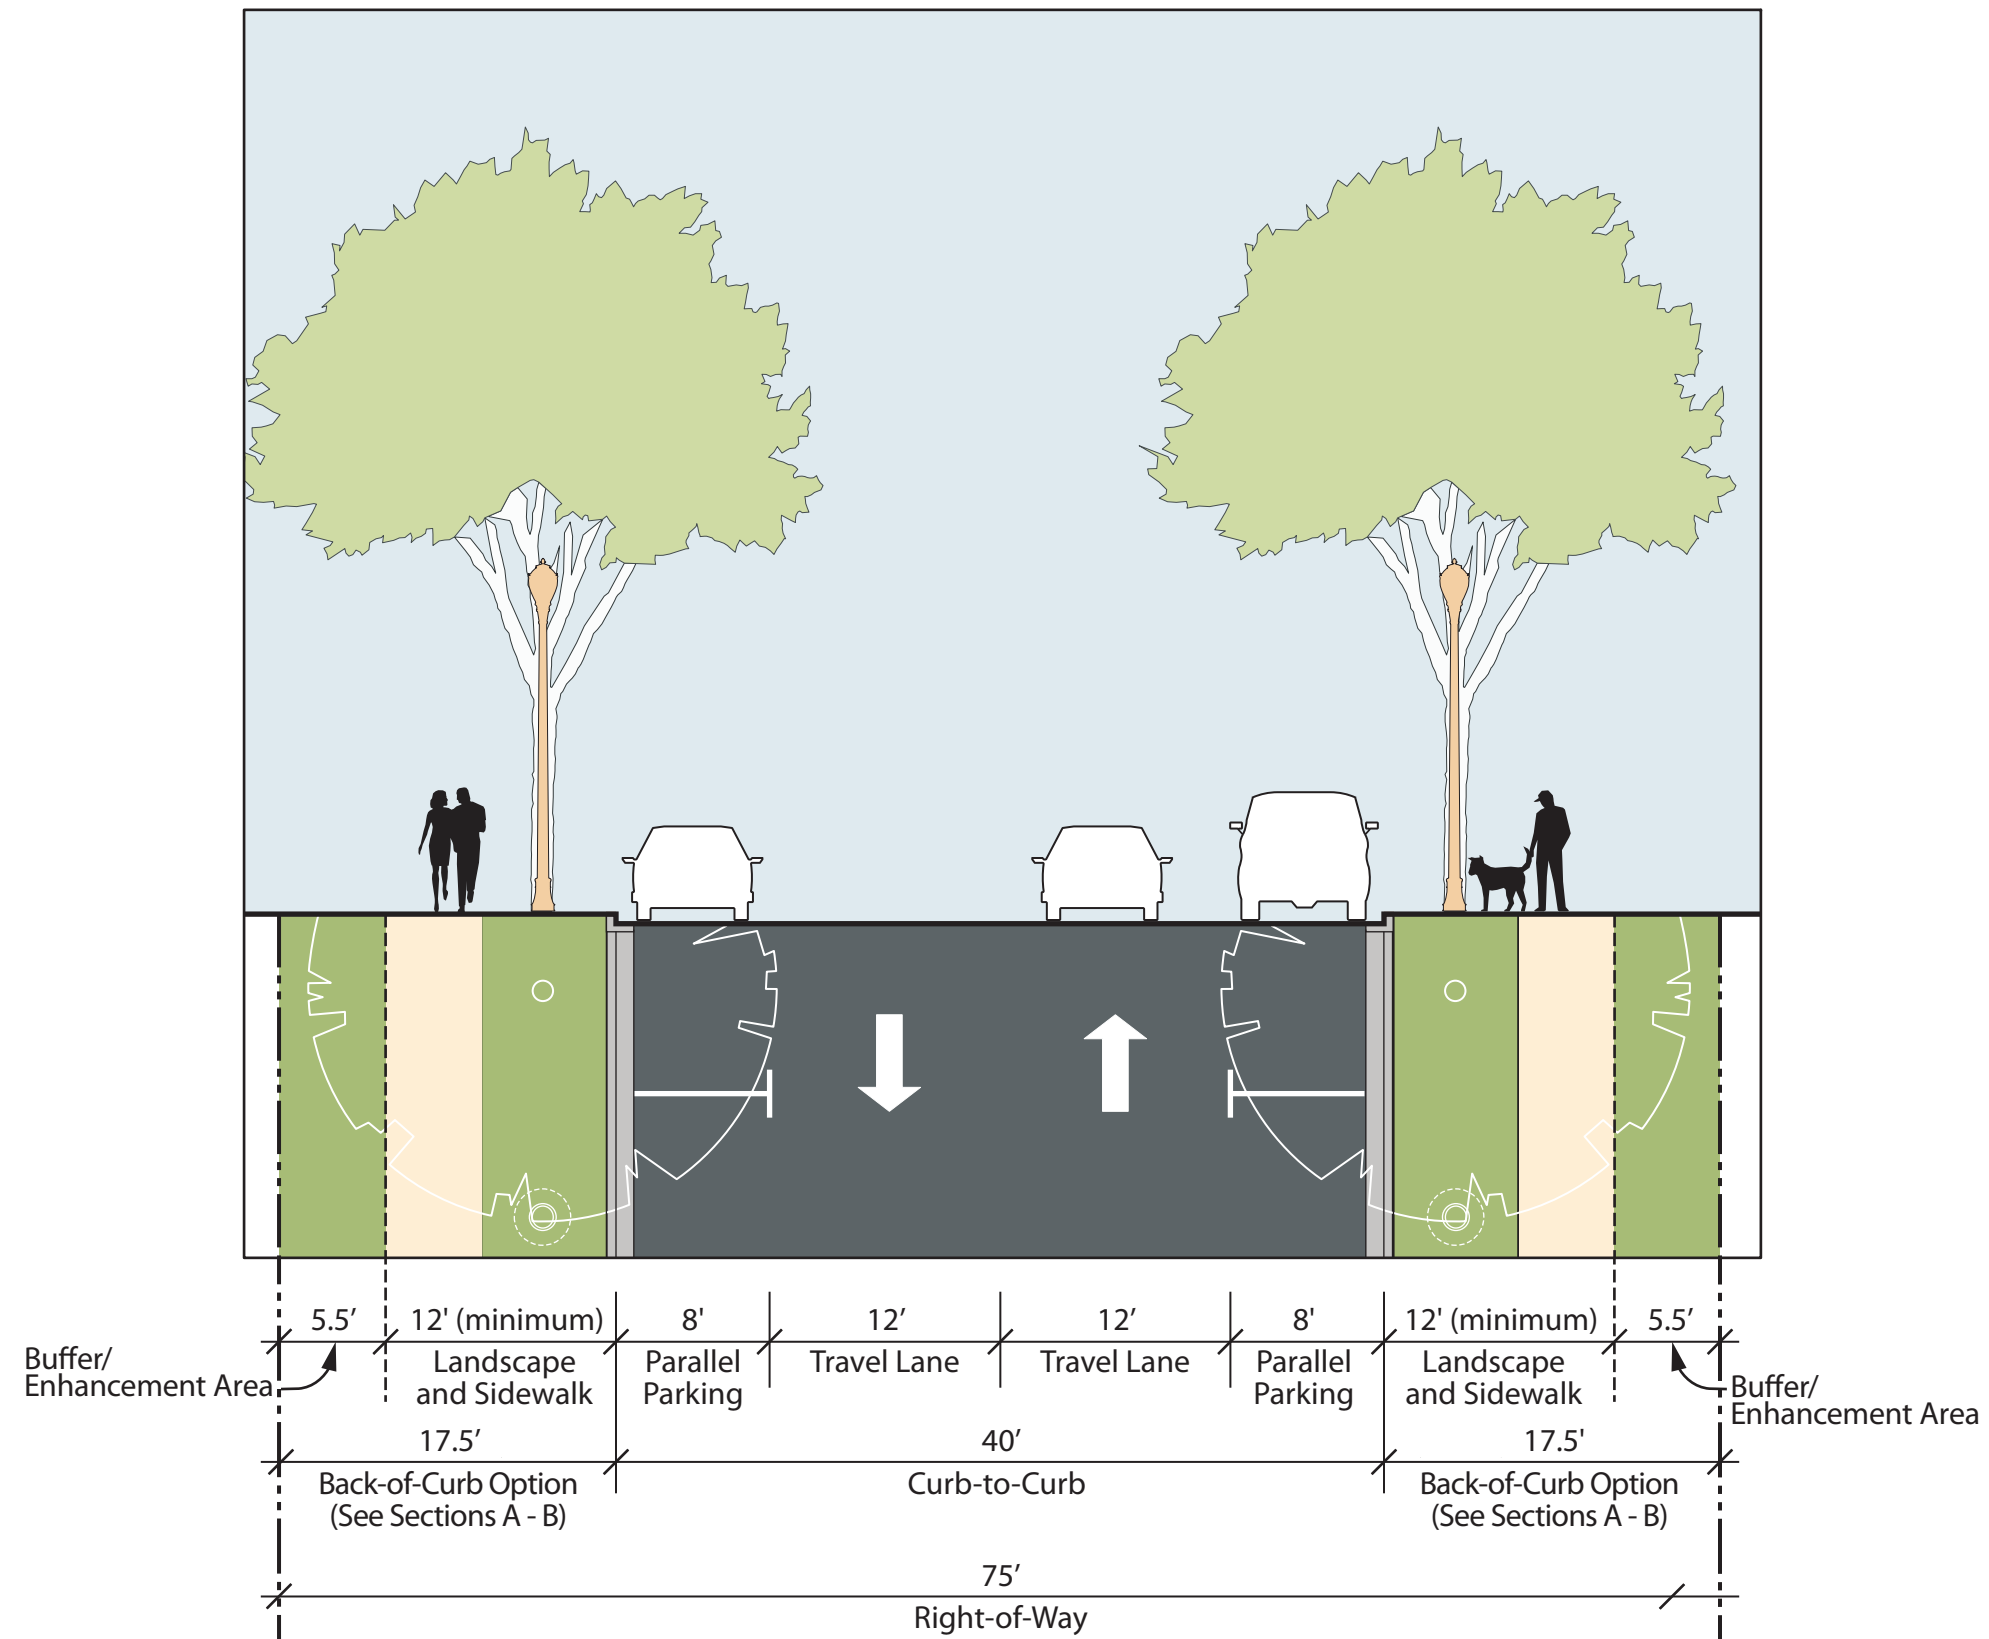 5.5’ 12' (minimum) 8' 12’ 12’ 8' 12' (minimum) 5.5’
Buffer/
Enhancement Area
Landscape
and Sidewalk
Parallel
Parking
Travel Lane
Travel Lane
Parallel
Parking
Landscape
and Sidewalk
Buffer/
Enhancement Area
17.5’ 40’ 17.5'
Back-of-Curb Option
(See Sections A - B)
Curb-to-Curb
Back-of-Curb Option
(See Sections A - B)
75’
Right-of-Way